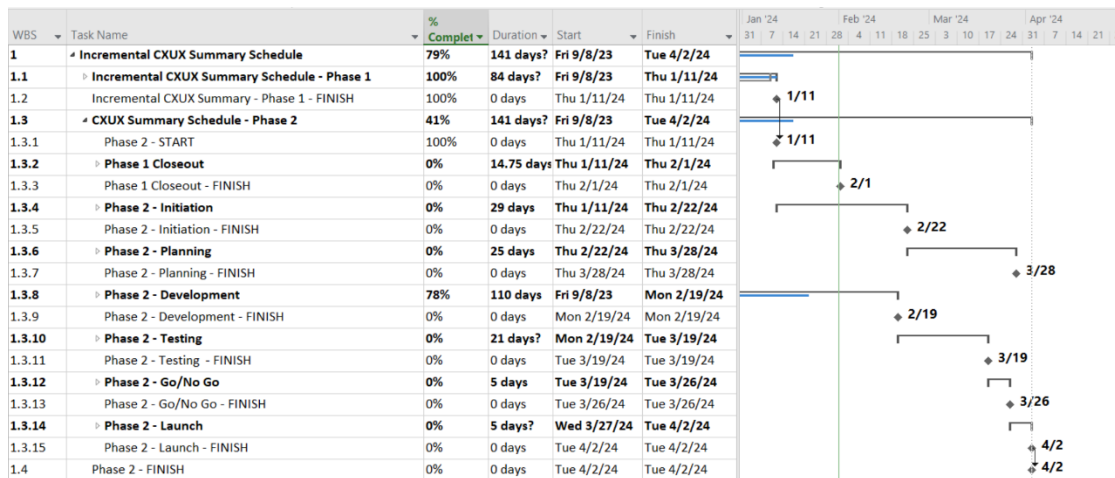 Jan '24 Feb '24 Mar '24 Apr '24
WBS Task Name % Complet Duration Start Finish 31 7 14 21 28 4 11 18 25 3 10 17 24 31 7 14 21
1 Incremental CXUX Summary Schedule 79% 141 days? Fri 9/8/23 Tue 4/2/24
1.1 Incremental CXUX Summary Schedule - Phase 1 100% 84 days? Fri 9/8/23 Thu 1/11/24
1.2 Incremental CXUX Summary - Phase 1 - FINISH 100% 0 days Thu 1/11/24 Thu 1/11/24 1/11
1.3 CXUX Summary Schedule - Phase 2 41% 141 days? Fri 9/8/23 Tue 4/2/24
1.3.1 Phase 2 - START 100% 0 days Thu 1/11/24 Thu 1/11/24 1/11
1.3.2 Phase 1 Closeout 0% 14.75 days Thu 1/11/24 Thu 2/1/24
1.3.3 Phase 1 Closeout - FINISH 0% 0 days Thu 2/1/24 Thu 2/1/24 2/1
1.3.4 Phase 2 - Initiation 0% 29 days Thu 1/11/24 Thu 2/22/24
1.3.5 Phase 2 - Initiation - FINISH 0% 0 days Thu 2/22/24 Thu 2/22/24 2/22
1.3.6 Phase 2 - Planning 0% 25 days Thu 2/22/24 Thu 3/28/24
1.3.7 Phase 2 - Planning - FINISH 0% 0 days Thu 3/28/24 Thu 3/28/24 3/28
1.3.8 Phase 2 - Development 78% 110 days Fri 9/8/23 Mon 2/19/24
1.3.9 Phase 2 - Development - FINISH 0% 0 days Mon 2/19/24 Mon 2/19/24 2/19
1.3.10 Phase 2 - Testing 0% 21 days? Mon 2/19/24 Tue 3/19/24
1.3.11 Phase 2 - Testing - FINISH 0% 0 days Tue 3/19/24 Tue 3/19/24 3/19
1.3.12 Phase 2 - Go/No Go 0% 5 days Tue 3/19/24 Tue 3/26/24
1.3.13 Phase 2 - Go/No Go - FINISH 0% 0 days Tue 3/26/24 Tue 3/26/24 3/26
1.3.14 Phase 2 - Launch 0% 5 days? Wed 3/27/24 Tue 4/2/24
1.3.15 Phase 2 - Launch - FINISH 0% 0 days Tue 4/2/24 Tue 4/2/24 4/2
1.4 Phase 2 - FINISH 0% 0 days Tue 4/2/24 Tue 4/2/24 4/2